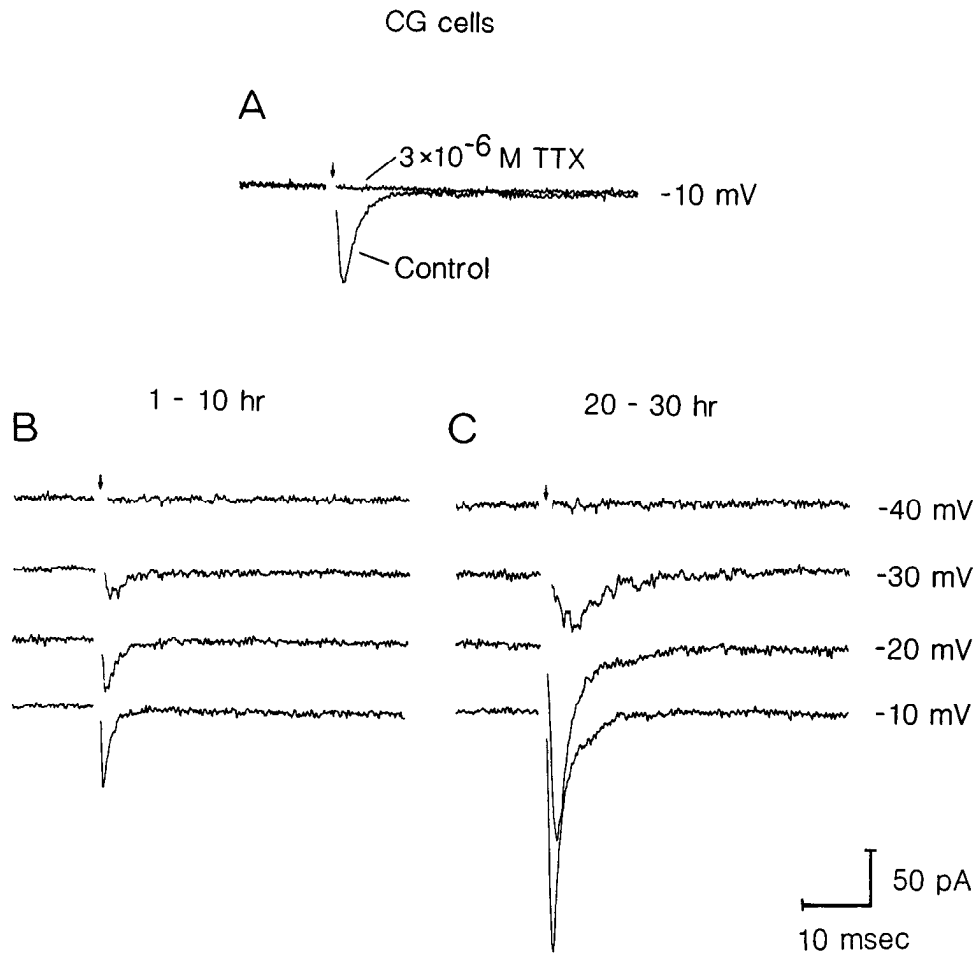 CG cells
A
3×10⁻⁶ M TTX
-10 mV
Control
1 - 10 hr
20 - 30 hr
B
C
-40 mV
-30 mV
-20 mV
-10 mV
50 pA
10 msec